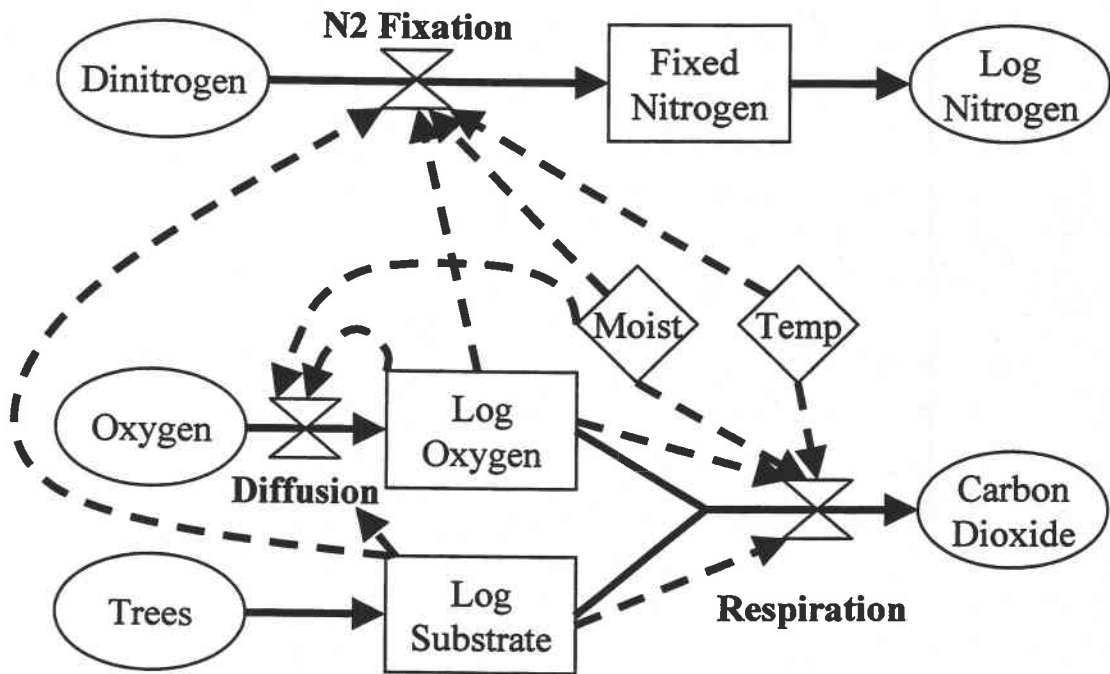 N2 Fixation
Dinitrogen
Fixed
Nitrogen
Log
Nitrogen
Moist
Temp
Oxygen
Log
Oxygen
Diffusion
Carbon
Dioxide
Trees
Log
Substrate
Respiration